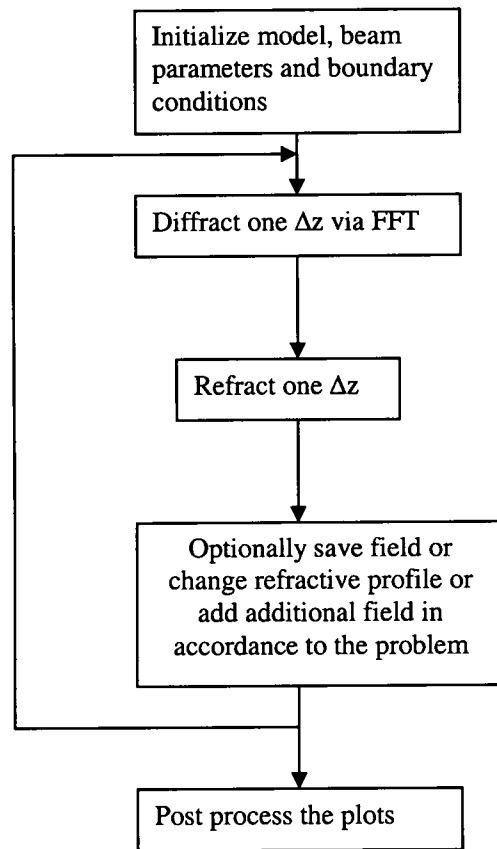 Initialize model, beam
parameters and boundary
conditions
Diffract one Δz via FFT
Refract one Δz
Optionally save field or
change refractive profile or
add additional field in
accordance to the problem
Post process the plots